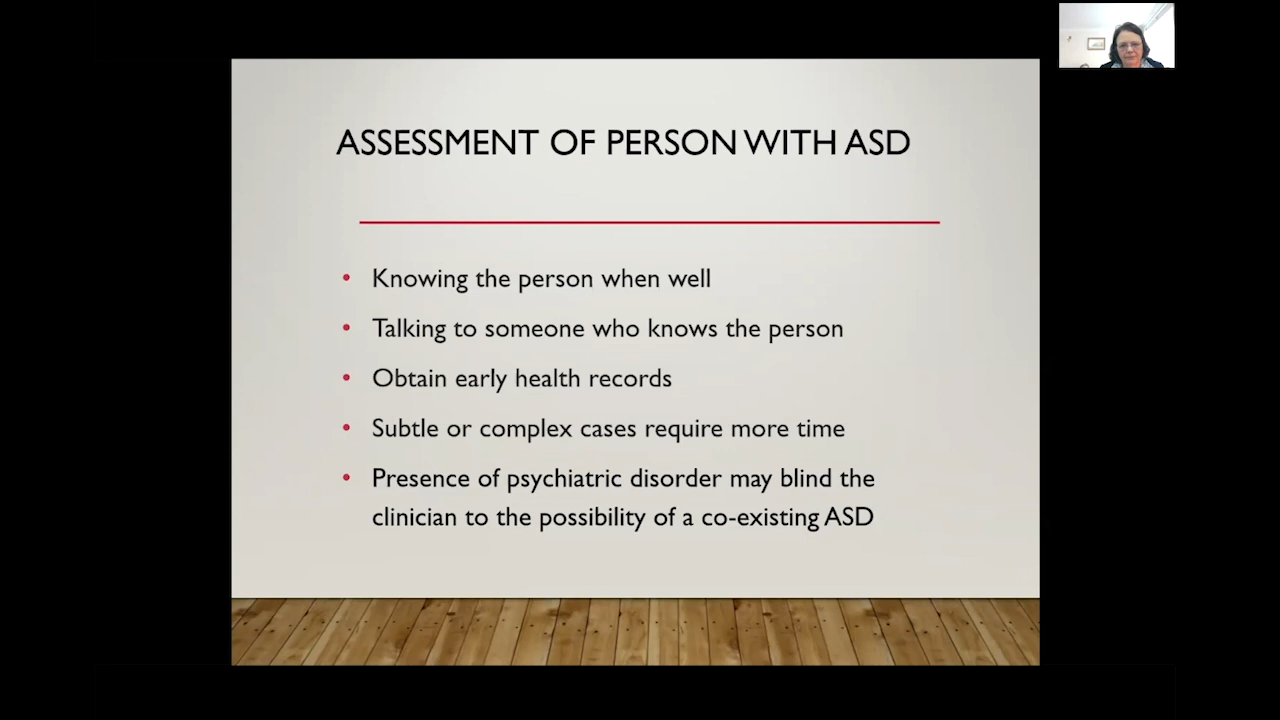 ASSESSMENT OF PERSON WITH ASD
• Knowing the person when well
• Talking to someone who knows the person
• Obtain early health records
• Subtle or complex cases require more time
• Presence of psychiatric disorder may blind the
clinician to the possibility of a co-existing ASD